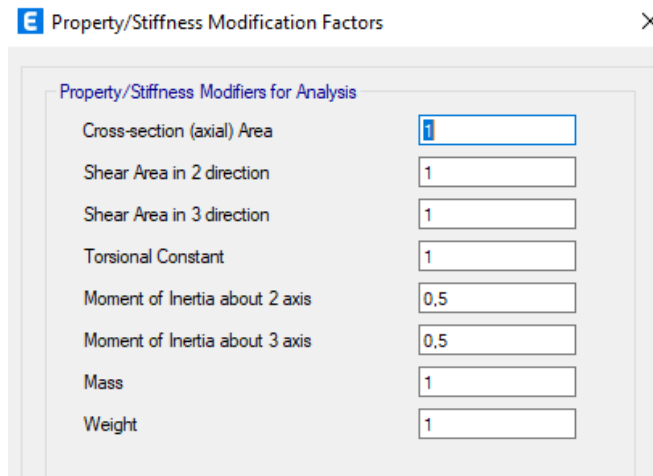 E Property/Stiffness Modification Factors
Property/Stiffness Modifiers for Analysis
Cross-section (axial) Area 1
Shear Area in 2 direction 1
Shear Area in 3 direction 1
Torsional Constant 1
Moment of Inertia about 2 axis 0,5
Moment of Inertia about 3 axis 0,5
Mass 1
Weight 1